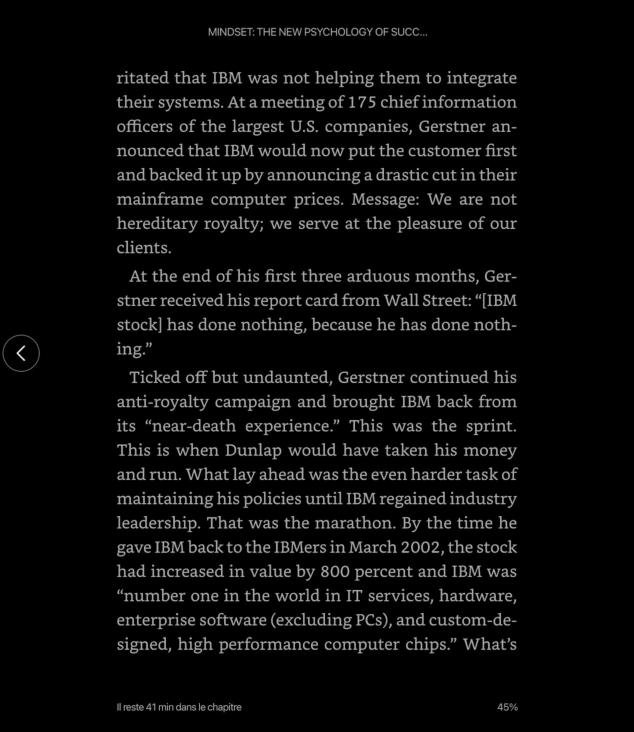 MINDSET: THE NEW PSYCHOLOGY OF SUCC...
ritated that IBM was not helping them to integrate
their systems. At a meeting of 175 chief information
officers of the largest U.S. companies, Gerstner an-
nounced that IBM would now put the customer first
and backed it up by announcing a drastic cut in their
mainframe computer prices. Message: We are not
hereditary royalty; we serve at the pleasure of our
clients.
At the end of his first three arduous months, Ger-
stner received his report card from Wall Street: “[IBM
stock] has done nothing, because he has done noth-
ing.”
Ticked off but undaunted, Gerstner continued his
anti-royalty campaign and brought IBM back from
its “near-death experience.” This was the sprint.
This is when Dunlap would have taken his money
and run. What lay ahead was the even harder task of
maintaining his policies until IBM regained industry
leadership. That was the marathon. By the time he
gave IBM back to the IBMers in March 2002, the stock
had increased in value by 800 percent and IBM was
“number one in the world in IT services, hardware,
enterprise software (excluding PCs), and custom-de-
signed, high performance computer chips.” What’s
Il reste 41 min dans le chapitre
45%